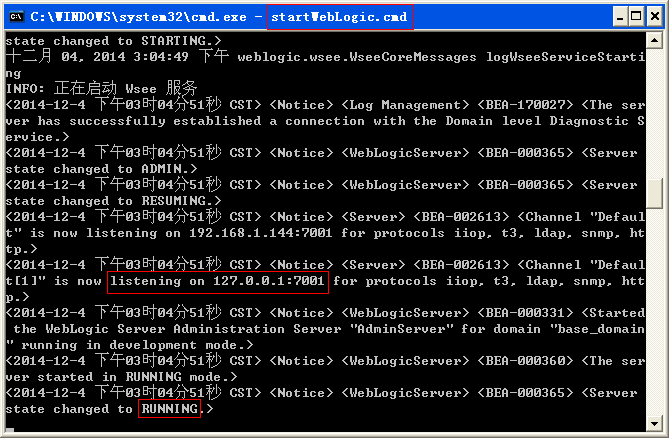 C:\WINDOWS\system32\cmd.exe - startWebLogic.cmd
state changed to STARTING.>
十二月 04, 2014 3:04:49 下午 weblogic.wsee.WseeCoreMessages logWseeServiceStarti
ng
INFO: 正在启动 Wsee 服务
<2014-12-4 下午03时04分51秒 CST> <Notice> <Log Management> <BEA-170027> <The ser
ver has successfully established a connection with the Domain level Diagnostic S
ervice.>
<2014-12-4 下午03时04分51秒 CST> <Notice> <WebLogicServer> <BEA-000365> <Server
state changed to ADMIN.>
<2014-12-4 下午03时04分51秒 CST> <Notice> <WebLogicServer> <BEA-000365> <Server
state changed to RESUMING.>
<2014-12-4 下午03时04分51秒 CST> <Notice> <Server> <BEA-002613> <Channel "Defaul
t" is now listening on 192.168.1.144:7001 for protocols iiop, t3, ldap, snmp, ht
tp.>
<2014-12-4 下午03时04分51秒 CST> <Notice> <Server> <BEA-002613> <Channel "Defaul
t[1]" is now listening on 127.0.0.1:7001 for protocols iiop, t3, ldap, snmp, htt
p.>
<2014-12-4 下午03时04分51秒 CST> <Notice> <WebLogicServer> <BEA-000331> <Started
 the WebLogic Server Administration Server "AdminServer" for domain "base_domain
" running in development mode.>
<2014-12-4 下午03时04分51秒 CST> <Notice> <WebLogicServer> <BEA-000360> <The ser
ver started in RUNNING mode.>
<2014-12-4 下午03时04分51秒 CST> <Notice> <WebLogicServer> <BEA-000365> <Server
state changed to RUNNING.>